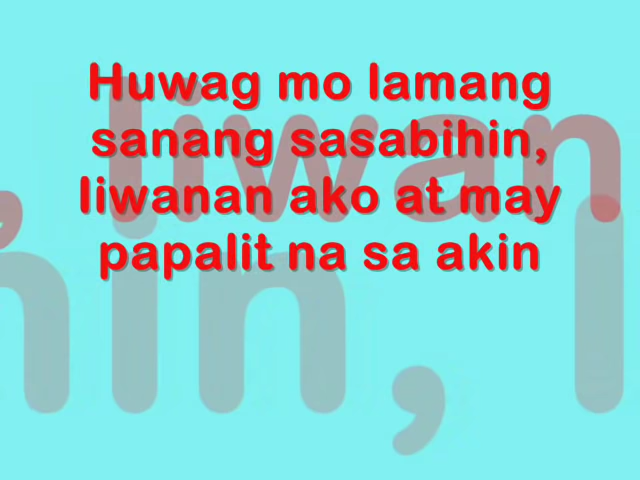 Huwag mo lamang
sanang sasabihin,
liwanan ako at may
papalit na sa akin